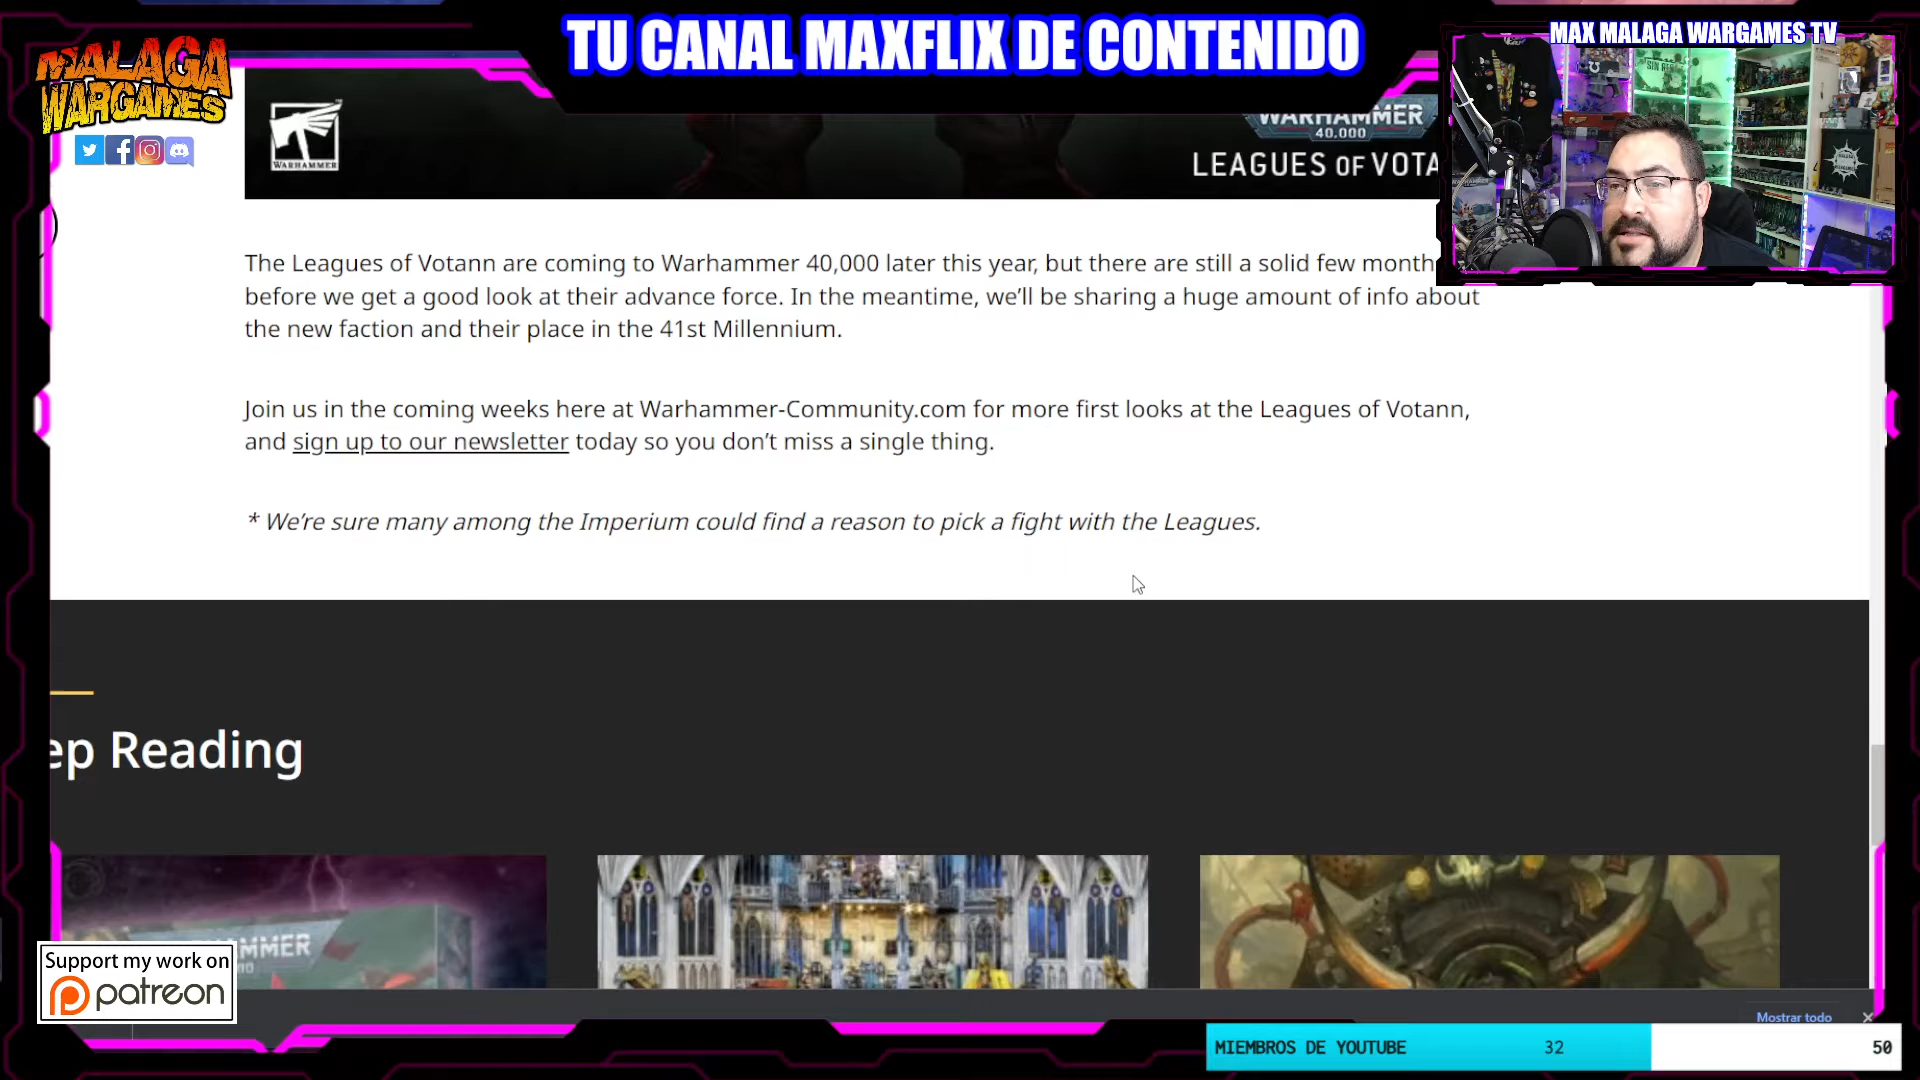 TU CANAL MAXFLIX DE CONTENIDO
MAX MALAGA WARGAMES TV
MALAGA
WARGAMES
WARHAMMER
WARHAMMER
40,000
LEAGUES OF VOTA
The Leagues of Votann are coming to Warhammer 40,000 later this year, but there are still a solid few month
before we get a good look at their advance force. In the meantime, we’ll be sharing a huge amount of info about
the new faction and their place in the 41st Millennium.
Join us in the coming weeks here at Warhammer-Community.com for more first looks at the Leagues of Votann,
and sign up to our newsletter today so you don’t miss a single thing.
* We’re sure many among the Imperium could find a reason to pick a fight with the Leagues.
ep Reading
Support my work on
patreon
Mostrar todo
MIEMBROS DE YOUTUBE 32 50